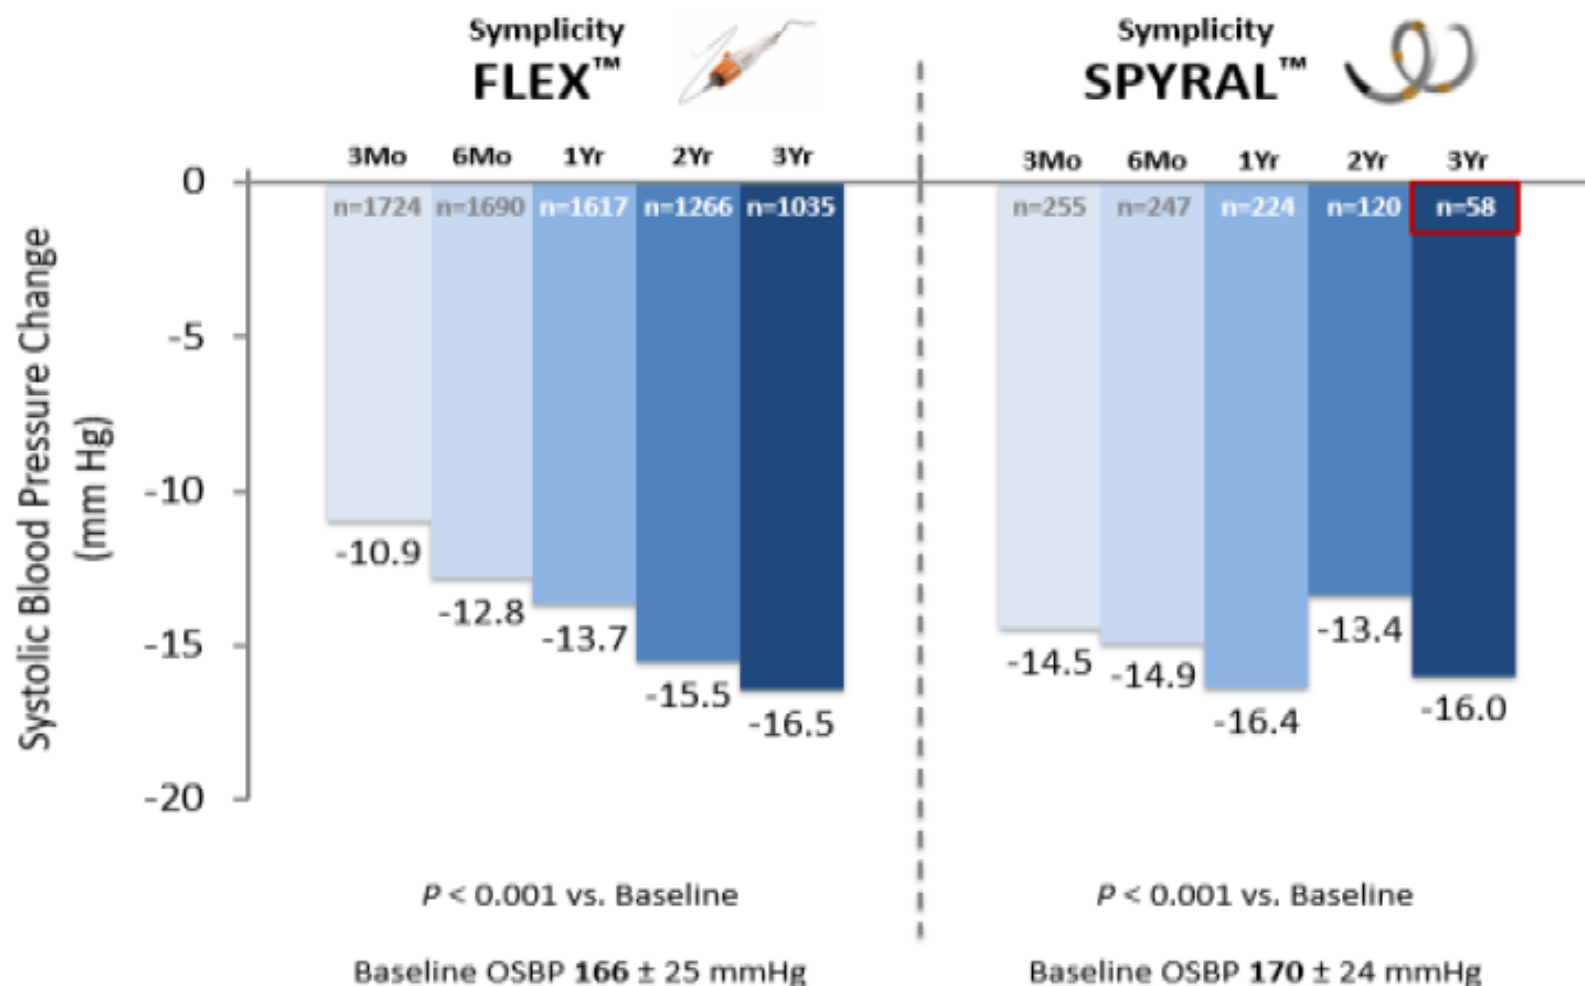 Symplicity
FLEX™
Symplicity
SPYRAL™
3Mo 6Mo 1Yr 2Yr 3Yr
3Mo 6Mo 1Yr 2Yr 3Yr
n=1724 n=1690 n=1617 n=1266 n=1035
n=255 n=247 n=224 n=120 n=58
Systolic Blood Pressure Change
(mm Hg)
0
-5
-10
-15
-20
-10.9
-12.8
-13.7
-15.5
-16.5
-14.5
-14.9
-16.4
-13.4
-16.0
P < 0.001 vs. Baseline
P < 0.001 vs. Baseline
Baseline OSBP 166 ± 25 mmHg
Baseline OSBP 170 ± 24 mmHg